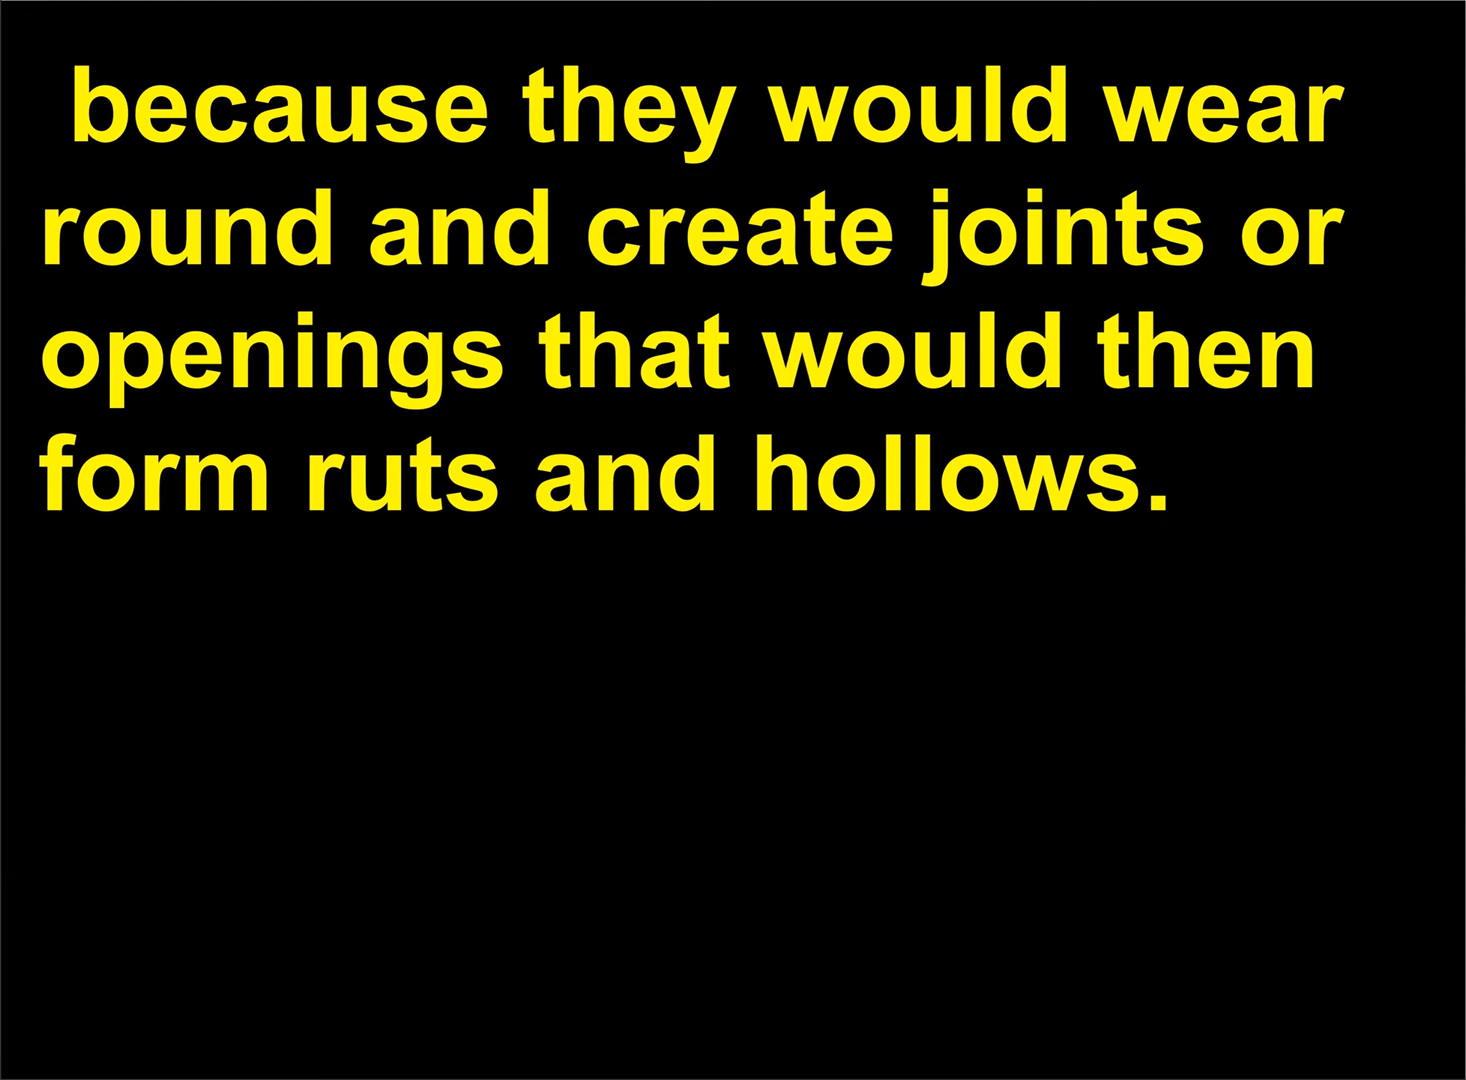 because they would wear
round and create joints or
openings that would then
form ruts and hollows.